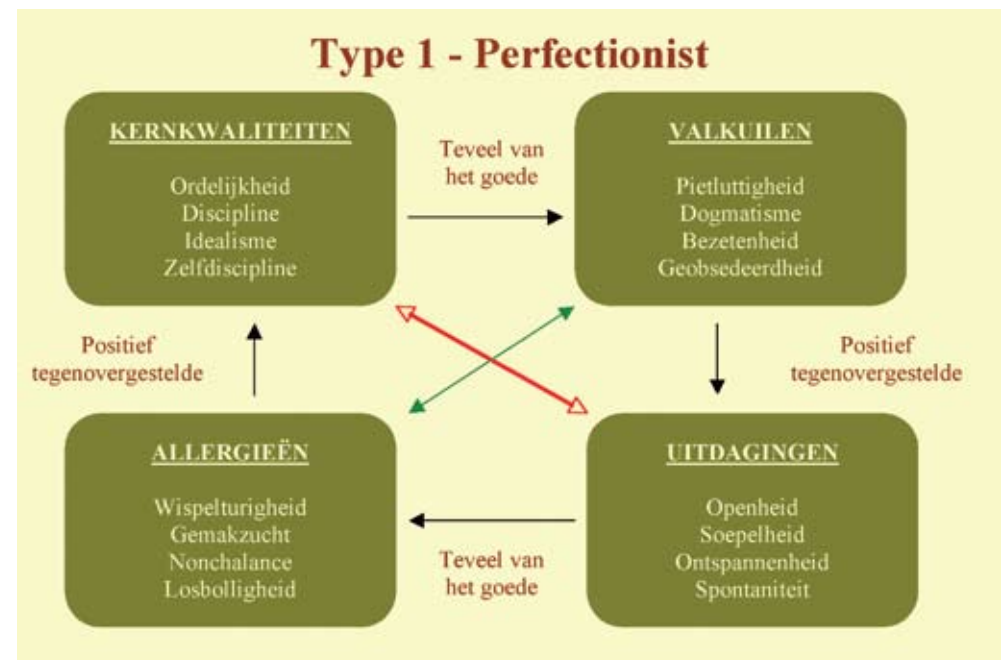 Type 1 - Perfectionist
KERNKWALITEITEN
Ordelijkheid
Discipline
Idealisme
Zelfdiscipline
Teveel van
het goede
VALKUILEN
Pietluttigheid
Dogmatisme
Bezetenheid
Geobsedeerdheid
Positief
tegenovergestelde
Positief
tegenovergestelde
ALLERGIEËN
Wispelturigheid
Gemakzucht
Nonchalance
Losbolligheid
Teveel van
het goede
UITDAGINGEN
Openheid
Soepelheid
Ontspannenheid
Spontaniteit